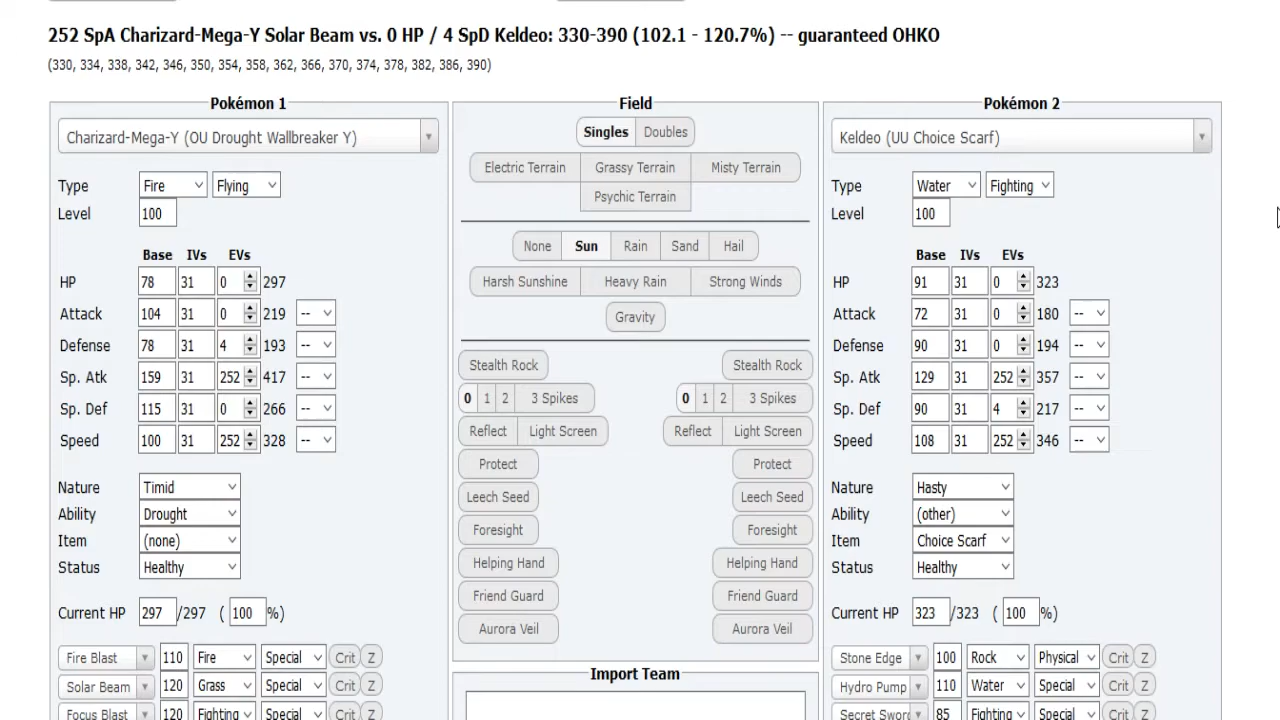 252 SpA Charizard-Mega-Y Solar Beam vs. 0 HP / 4 SpD Keldeo: 330-390 (102.1 - 120.7%) -- guaranteed OHKO
(330, 334, 338, 342, 346, 350, 354, 358, 362, 366, 370, 374, 378, 382, 386, 390)
Pokémon 1
Charizard-Mega-Y (OU Drought Wallbreaker Y)
Type Fire Flying
Level 100
Base IVs EVs
HP 78 31 0 297
Attack 104 31 0 219 --
Defense 78 31 4 193 --
Sp. Atk 159 31 252 417 --
Sp. Def 115 31 0 266 --
Speed 100 31 252 328 --
Nature Timid
Ability Drought
Item (none)
Status Healthy
Current HP 297 /297 ( 100 %)
Fire Blast 110 Fire Special Crit Z
Solar Beam 120 Grass Special Crit Z
Focus Blast 120 Fighting Special Crit Z
Field
Singles Doubles
Electric Terrain Grassy Terrain Misty Terrain
Psychic Terrain
None Sun Rain Sand Hail
Harsh Sunshine Heavy Rain Strong Winds
Gravity
Stealth Rock Stealth Rock
0 1 2 3 Spikes 0 1 2 3 Spikes
Reflect Light Screen Reflect Light Screen
Protect Protect
Leech Seed Leech Seed
Foresight Foresight
Helping Hand Helping Hand
Friend Guard Friend Guard
Aurora Veil Aurora Veil
Import Team
Pokémon 2
Keldeo (UU Choice Scarf)
Type Water Fighting
Level 100
Base IVs EVs
HP 91 31 0 323
Attack 72 31 0 180 --
Defense 90 31 0 194 --
Sp. Atk 129 31 252 357 --
Sp. Def 90 31 4 217 --
Speed 108 31 252 346 --
Nature Hasty
Ability (other)
Item Choice Scarf
Status Healthy
Current HP 323 /323 ( 100 %)
Stone Edge 100 Rock Physical Crit Z
Hydro Pump 110 Water Special Crit Z
Secret Sword 85 Fighting Special Crit Z